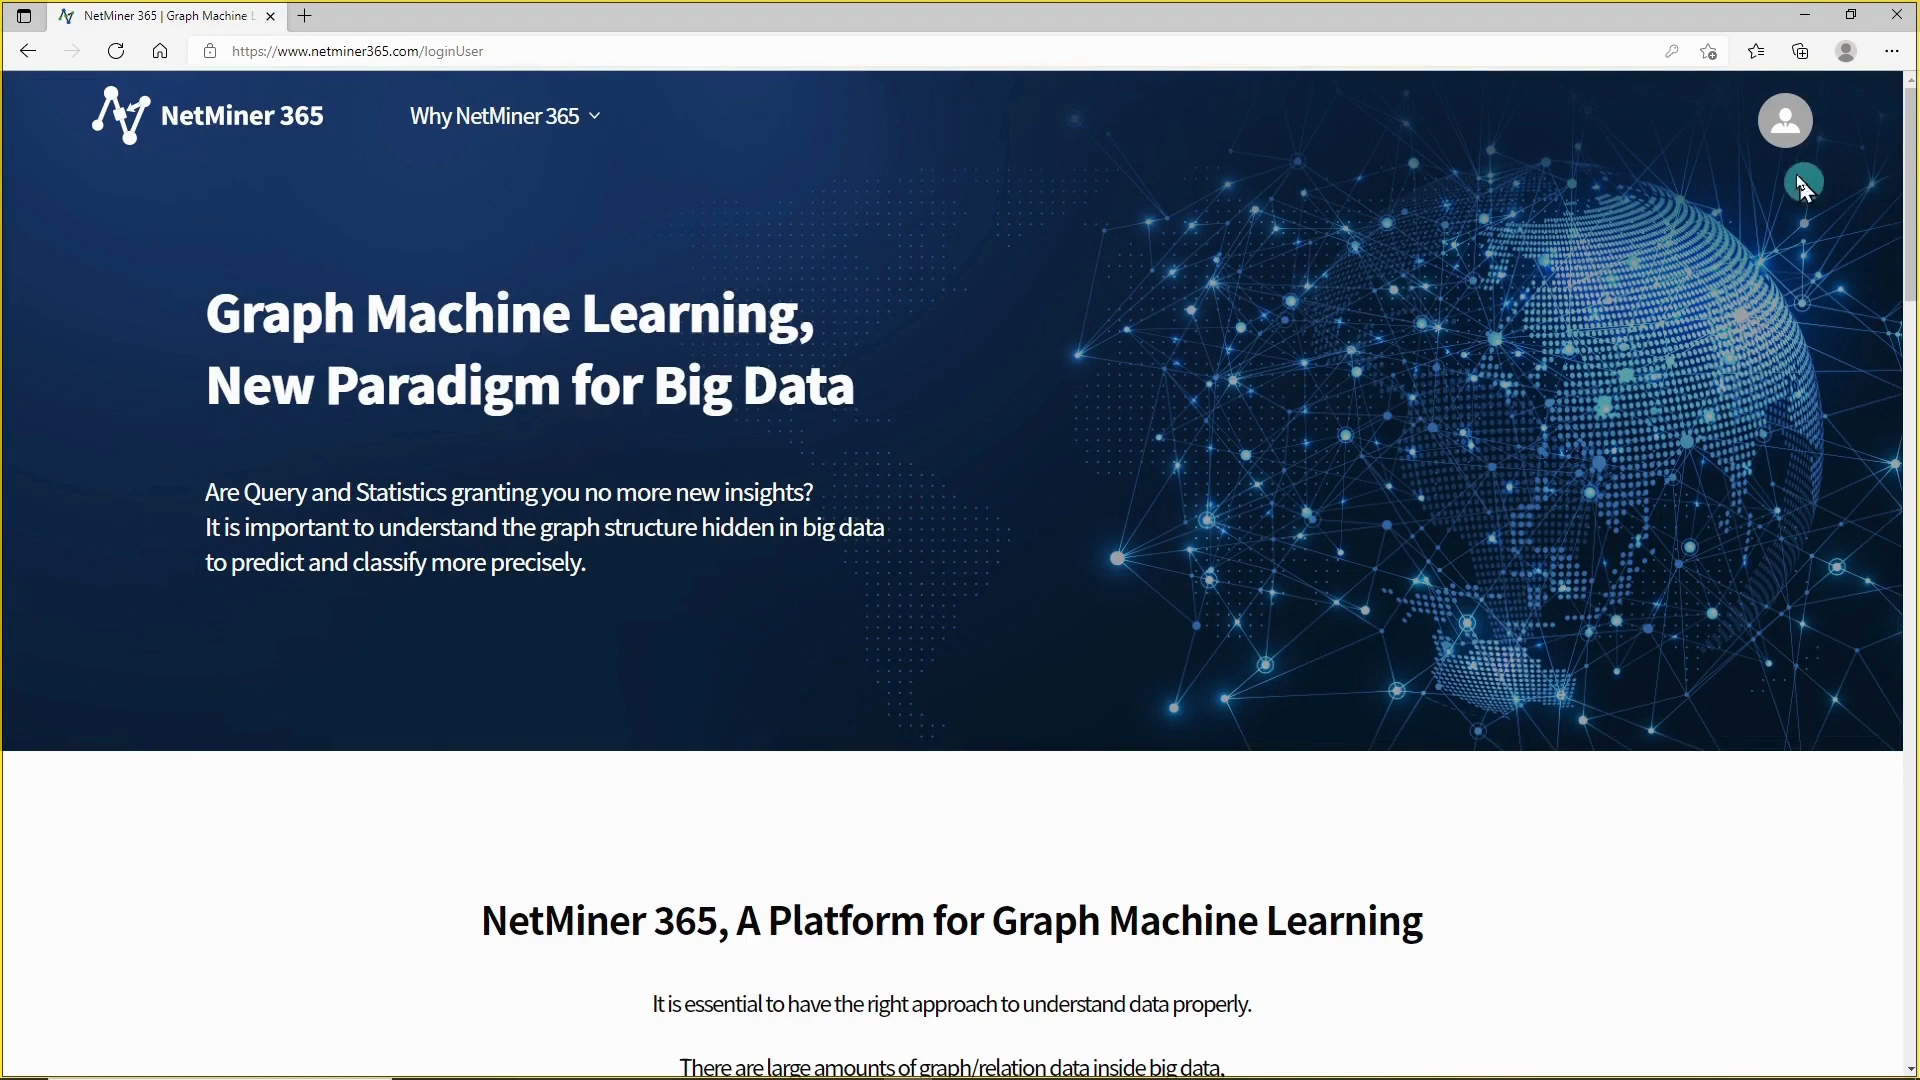 NetMiner 365 | Graph Machine L
https://www.netminer365.com/loginUser
NetMiner 365
Why NetMiner 365
Graph Machine Learning,
New Paradigm for Big Data
Are Query and Statistics granting you no more new insights?
It is important to understand the graph structure hidden in big data
to predict and classify more precisely.
NetMiner 365, A Platform for Graph Machine Learning
It is essential to have the right approach to understand data properly.
There are large amounts of graph/relation data inside big data,